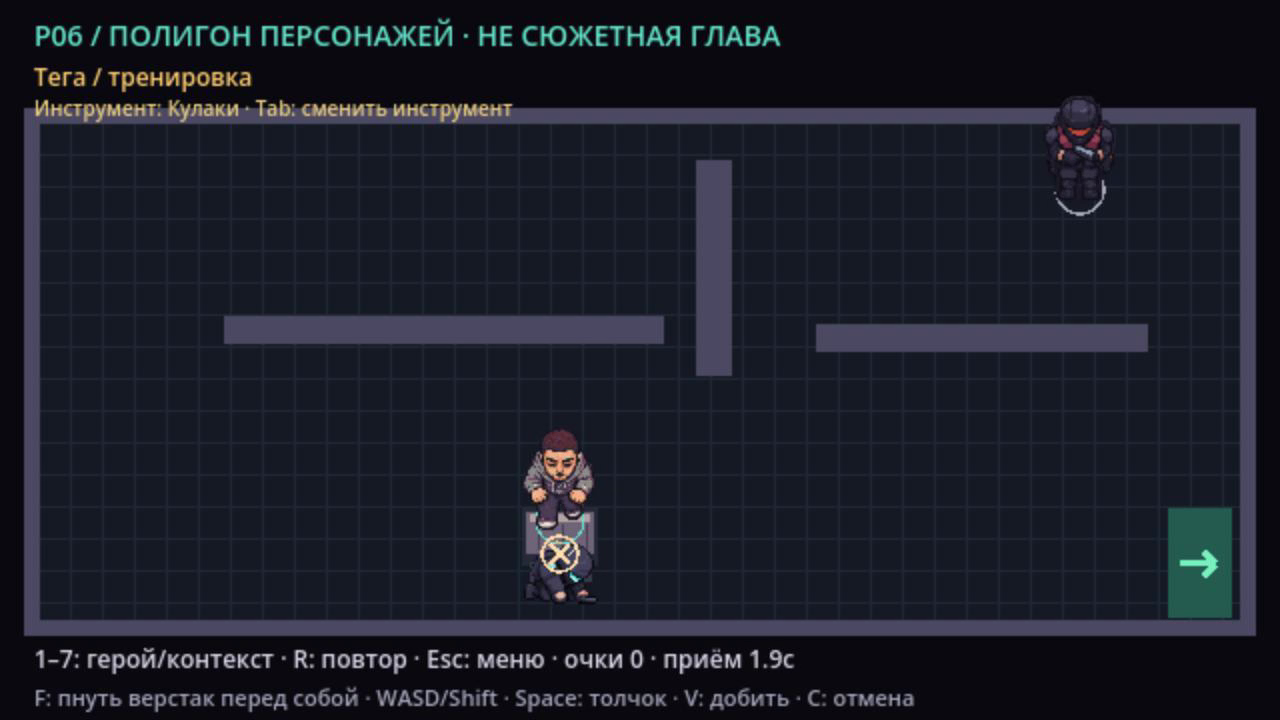 P06 / ПОЛИГОН ПЕРСОНАЖЕЙ · НЕ СЮЖЕТНАЯ ГЛАВА
Тега / тренировка
Инструмент: Кулаки · Tab: сменить инструмент
1–7: герой/контекст · R: повтор · Esc: меню · очки 0 · приём 1.9с
F: пнуть верстак перед собой · WASD/Shift · Space: толчок · V: добить · C: отмена